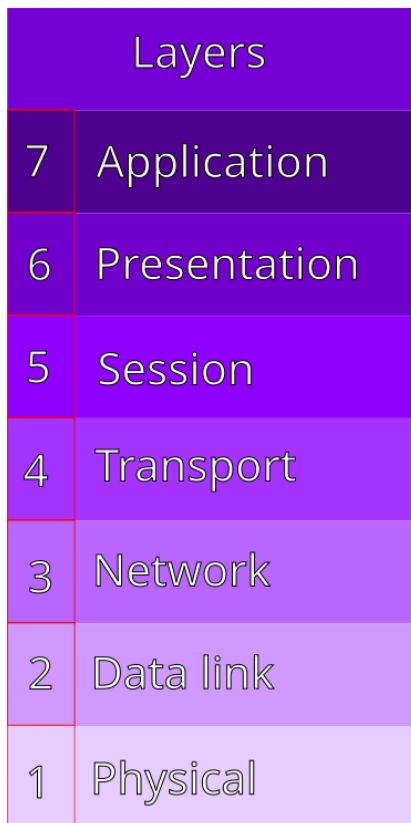 Layers
7 Application
6 Presentation
5 Session
4 Transport
3 Network
2 Data link
1 Physical